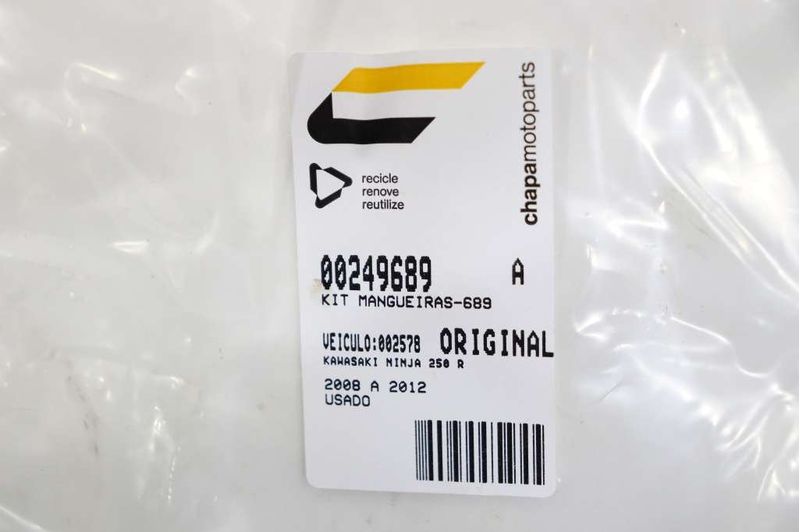 chapamotoparts
recicle
renove
reutilize
00249689 A
KIT MANGUEIRAS-689
VEICULO:002578 ORIGINAL
KAWASAKI NINJA 250 R
2008 A 2012
USADO